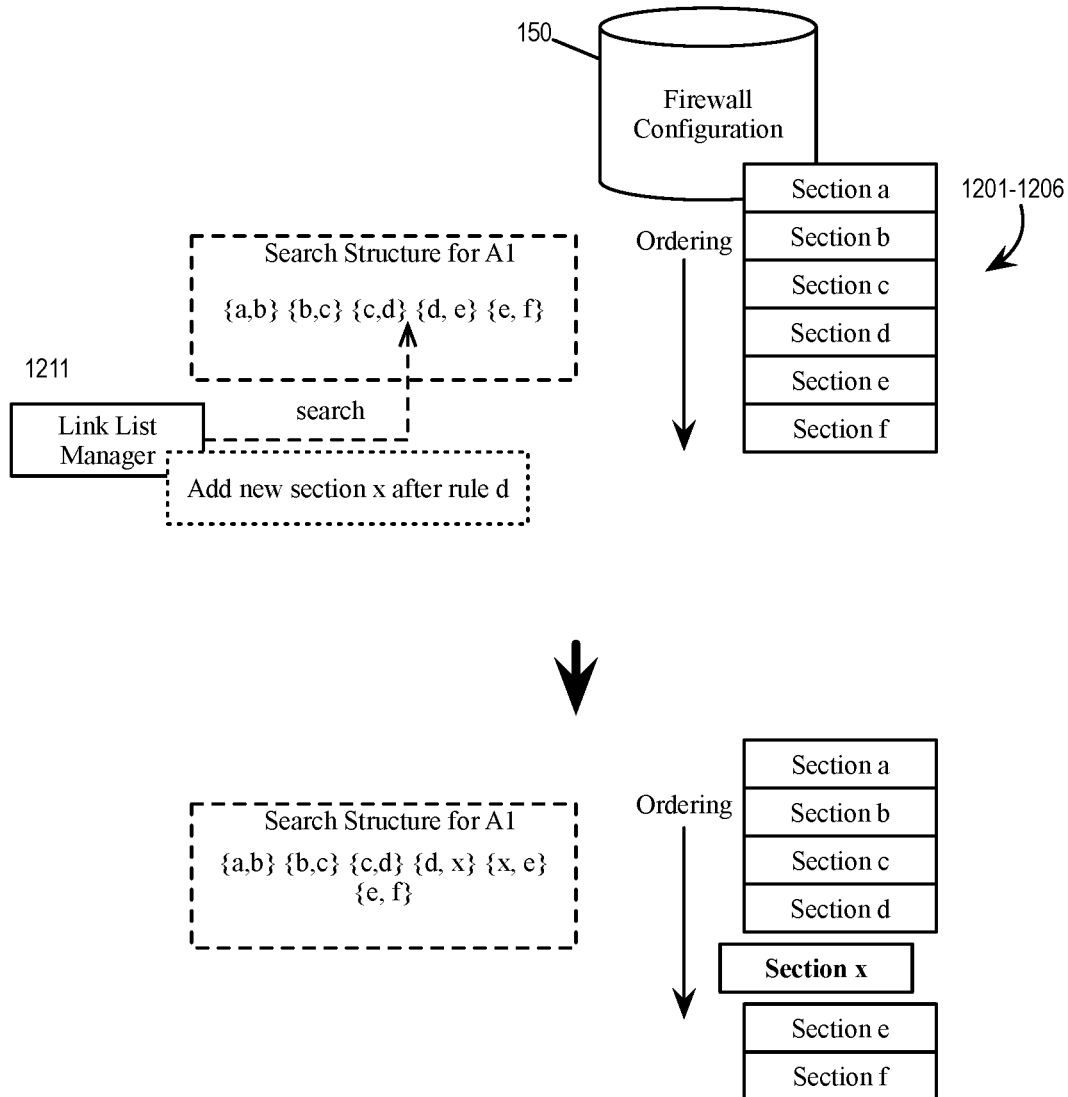 150
Firewall
Configuration
Section a
1201-1206
Search Structure for A1
Ordering
Section b
{a,b} {b,c} {c,d} {d, e} {e, f}
Section c
Section d
1211
Section e
Link List
Manager
search
Section f
Add new section x after rule d
Section a
Search Structure for A1
Ordering
Section b
{a,b} {b,c} {c,d} {d, x} {x, e}
{e, f}
Section c
Section d
Section x
Section e
Section f